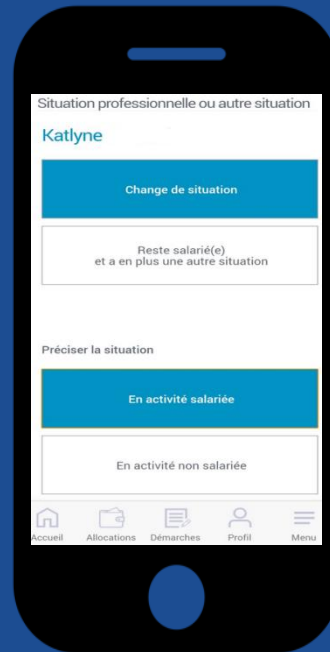 Situation professionnelle ou autre situation
Katlyne
Change de situation
Reste salarié(e)
et a en plus une autre situation
Préciser la situation
En activité salariée
En activité non salariée
Accueil Allocations Démarches Profil Menu